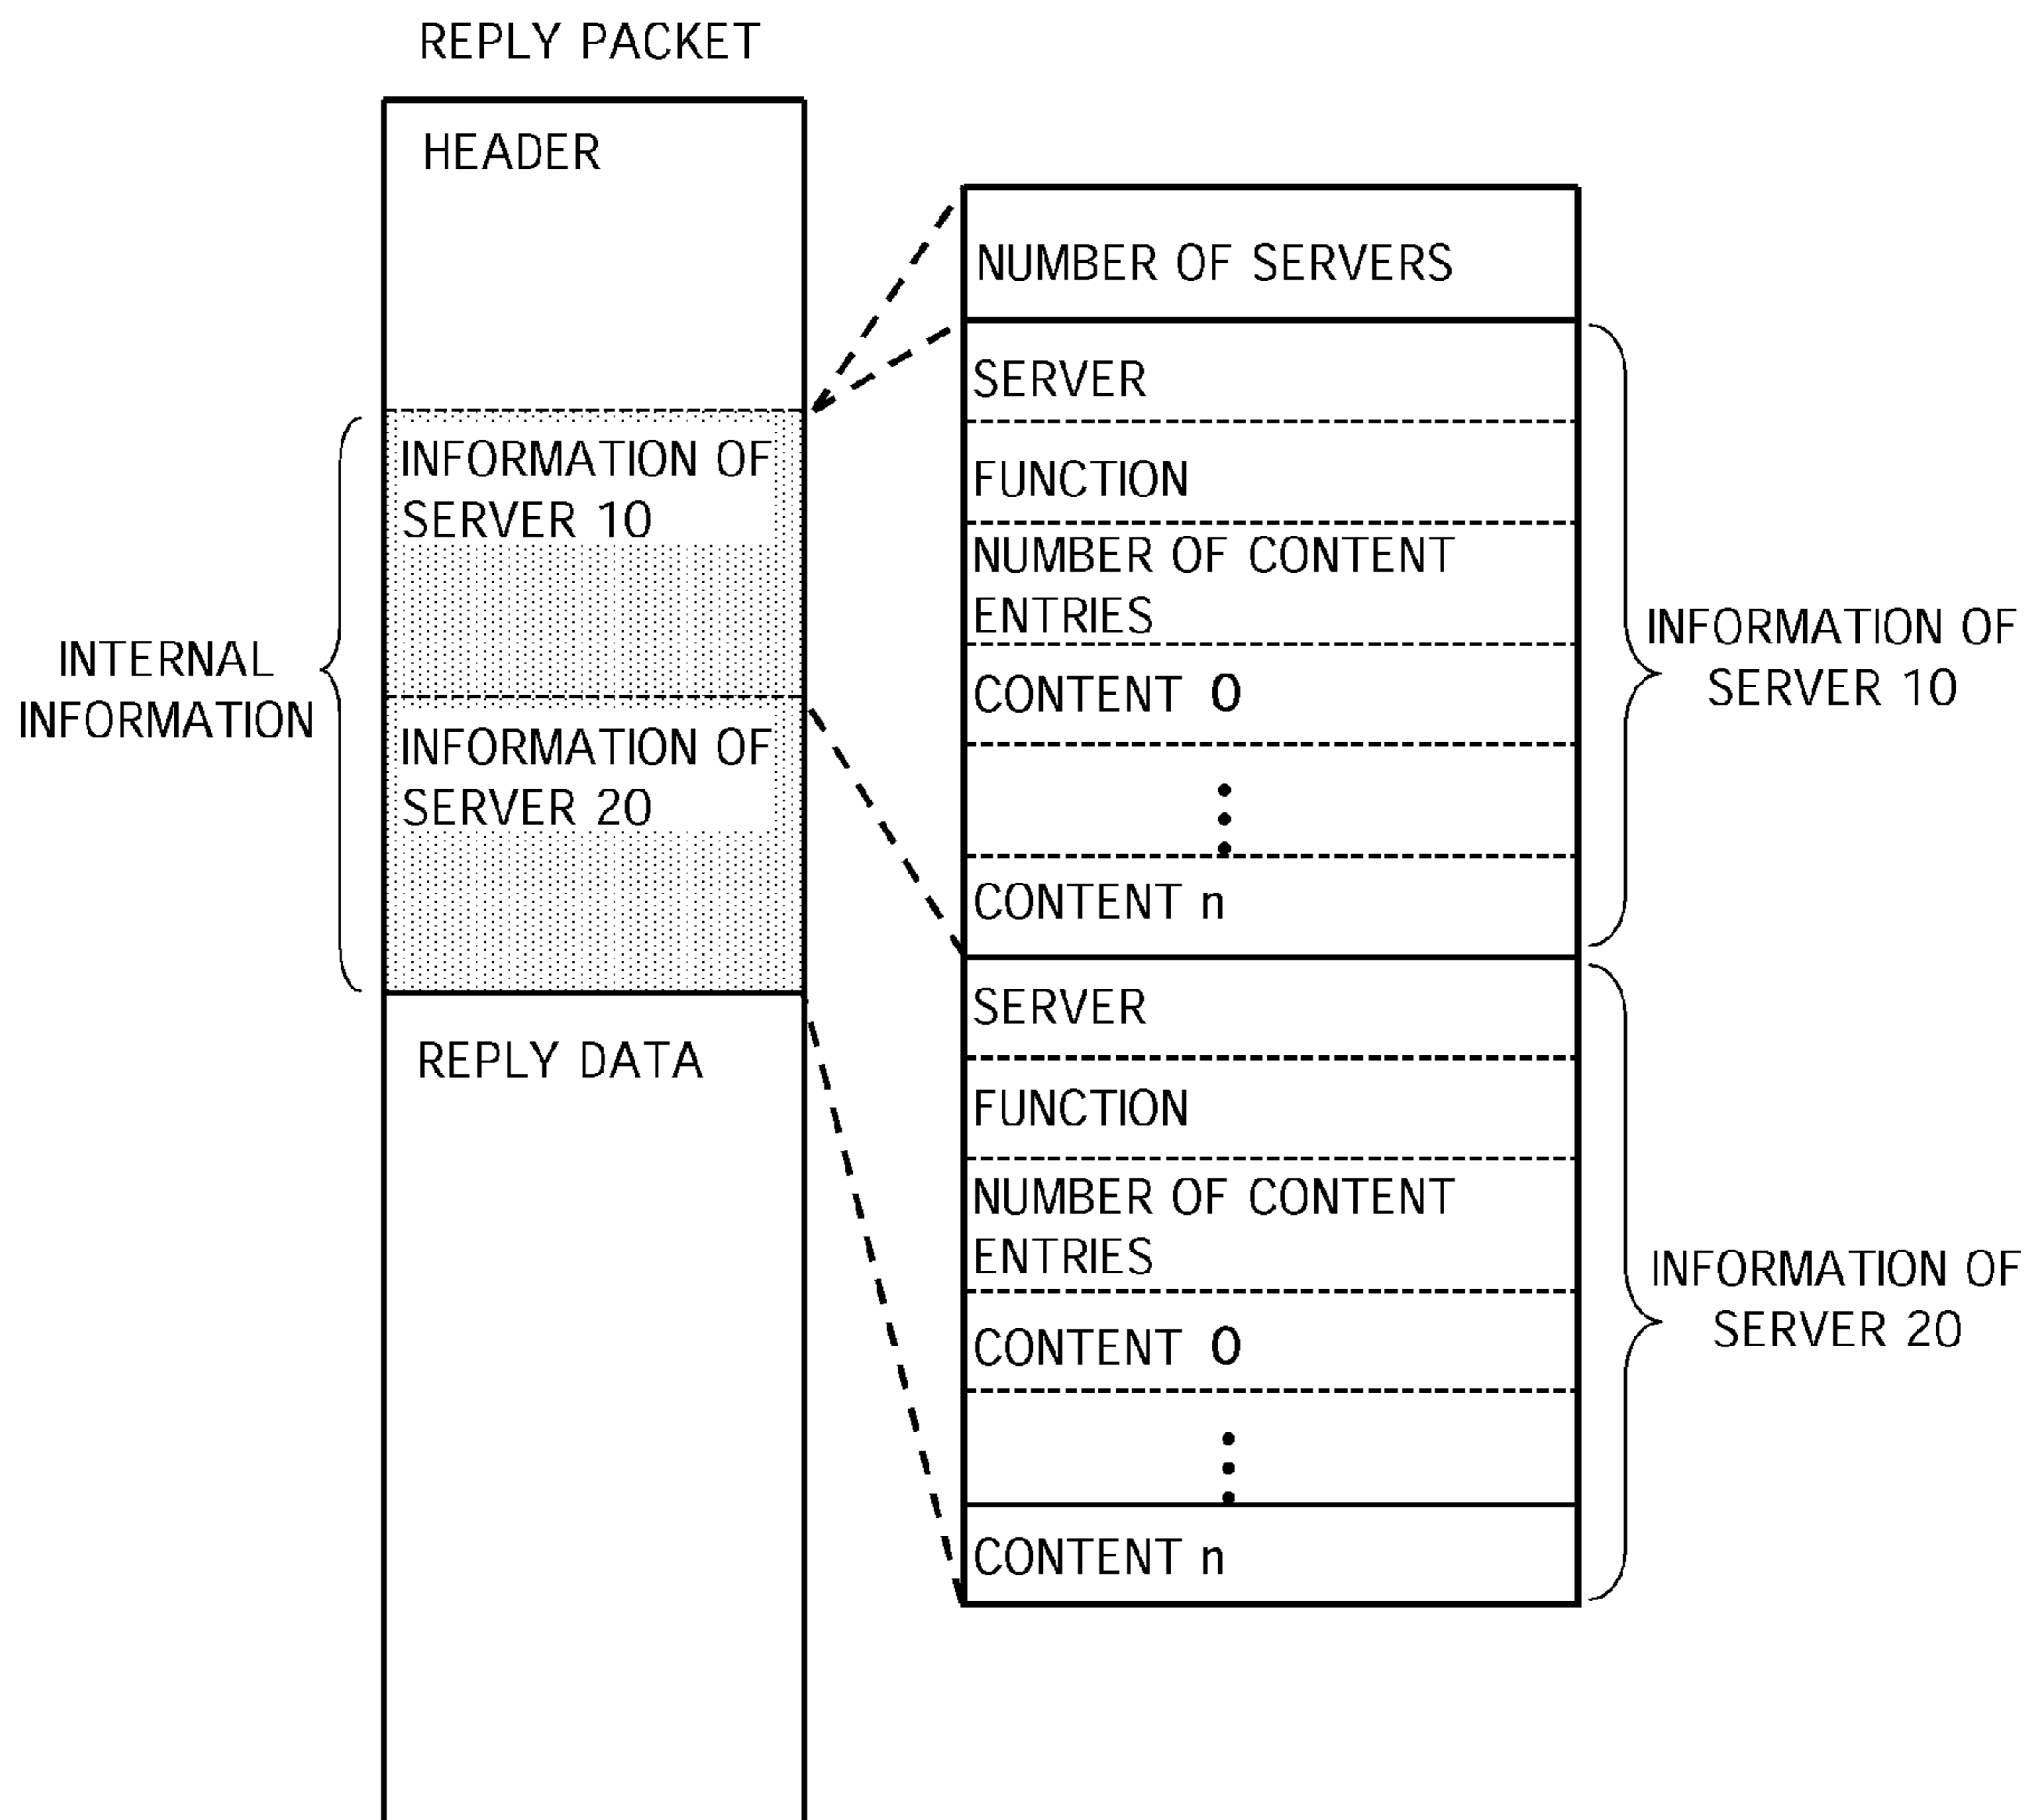 REPLY PACKET
HEADER
INTERNAL
INFORMATION
INFORMATION OF
SERVER 10
INFORMATION OF
SERVER 20
REPLY DATA
NUMBER OF SERVERS
SERVER
FUNCTION
NUMBER OF CONTENT
ENTRIES
CONTENT 0
CONTENT n
INFORMATION OF
SERVER 10
SERVER
FUNCTION
NUMBER OF CONTENT
ENTRIES
CONTENT 0
CONTENT n
INFORMATION OF
SERVER 20